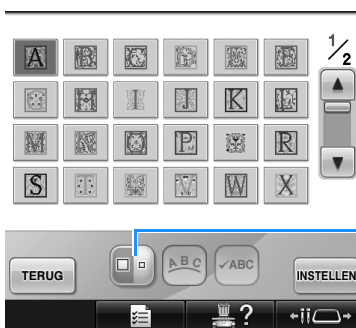 A
1/2
H I J K L
M N P R
S T V W X
TERUG
ABC
✓ABC
INSTELLEN
?